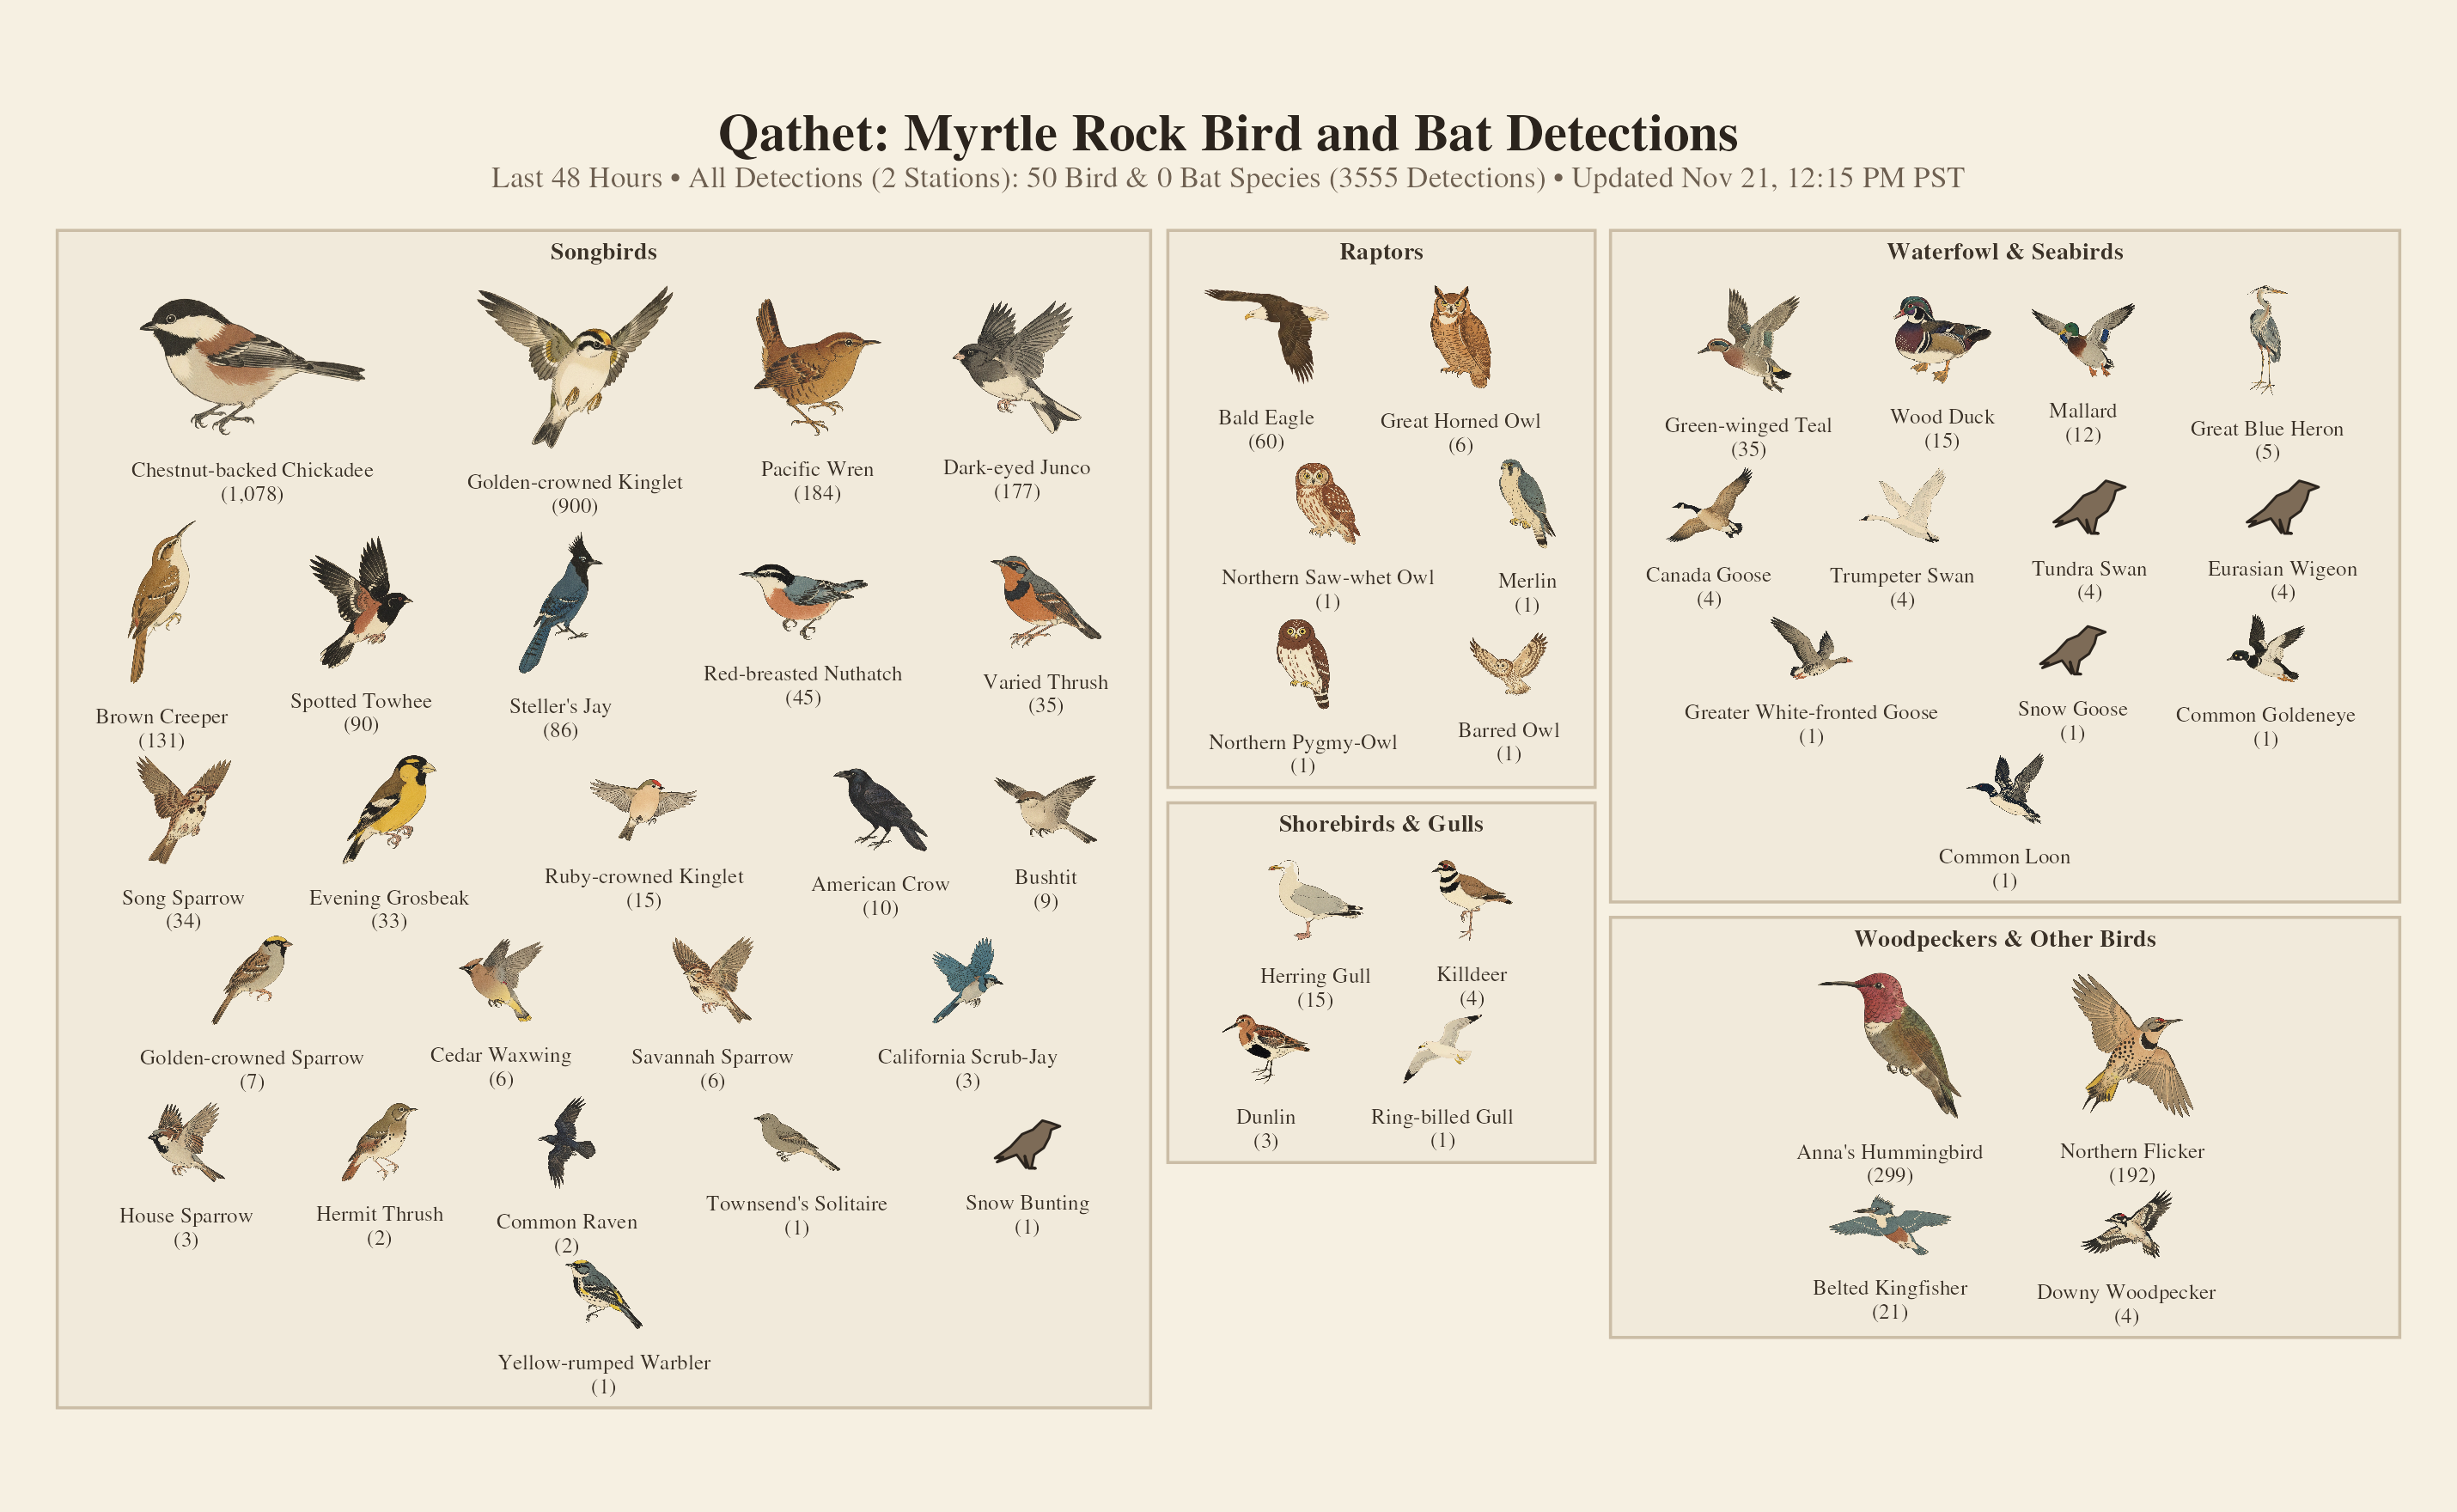 Qathet: Myrtle Rock Bird and Bat Detections
Last 48 Hours • All Detections (2 Stations): 50 Bird & 0 Bat Species (3555 Detections) • Updated Nov 21, 12:15 PM PST
Songbirds
Chestnut-backed Chickadee
(1,078)
Golden-crowned Kinglet
(900)
Pacific Wren
(184)
Dark-eyed Junco
(177)
Brown Creeper
(131)
Spotted Towhee
(90)
Steller's Jay
(86)
Red-breasted Nuthatch
(45)
Varied Thrush
(35)
Song Sparrow
(34)
Evening Grosbeak
(33)
Ruby-crowned Kinglet
(15)
American Crow
(10)
Bushtit
(9)
Golden-crowned Sparrow
(7)
Cedar Waxwing
(6)
Savannah Sparrow
(6)
California Scrub-Jay
(3)
House Sparrow
(3)
Hermit Thrush
(2)
Common Raven
(2)
Townsend's Solitaire
(1)
Snow Bunting
(1)
Yellow-rumped Warbler
(1)
Raptors
Bald Eagle
(60)
Great Horned Owl
(6)
Northern Saw-whet Owl
(1)
Merlin
(1)
Northern Pygmy-Owl
(1)
Barred Owl
(1)
Shorebirds & Gulls
Herring Gull
(15)
Killdeer
(4)
Dunlin
(3)
Ring-billed Gull
(1)
Waterfowl & Seabirds
Green-winged Teal
(35)
Wood Duck
(15)
Mallard
(12)
Great Blue Heron
(5)
Canada Goose
(4)
Trumpeter Swan
(4)
Tundra Swan
(4)
Eurasian Wigeon
(4)
Greater White-fronted Goose
(1)
Snow Goose
(1)
Common Goldeneye
(1)
Common Loon
(1)
Woodpeckers & Other Birds
Anna's Hummingbird
(299)
Northern Flicker
(192)
Belted Kingfisher
(21)
Downy Woodpecker
(4)